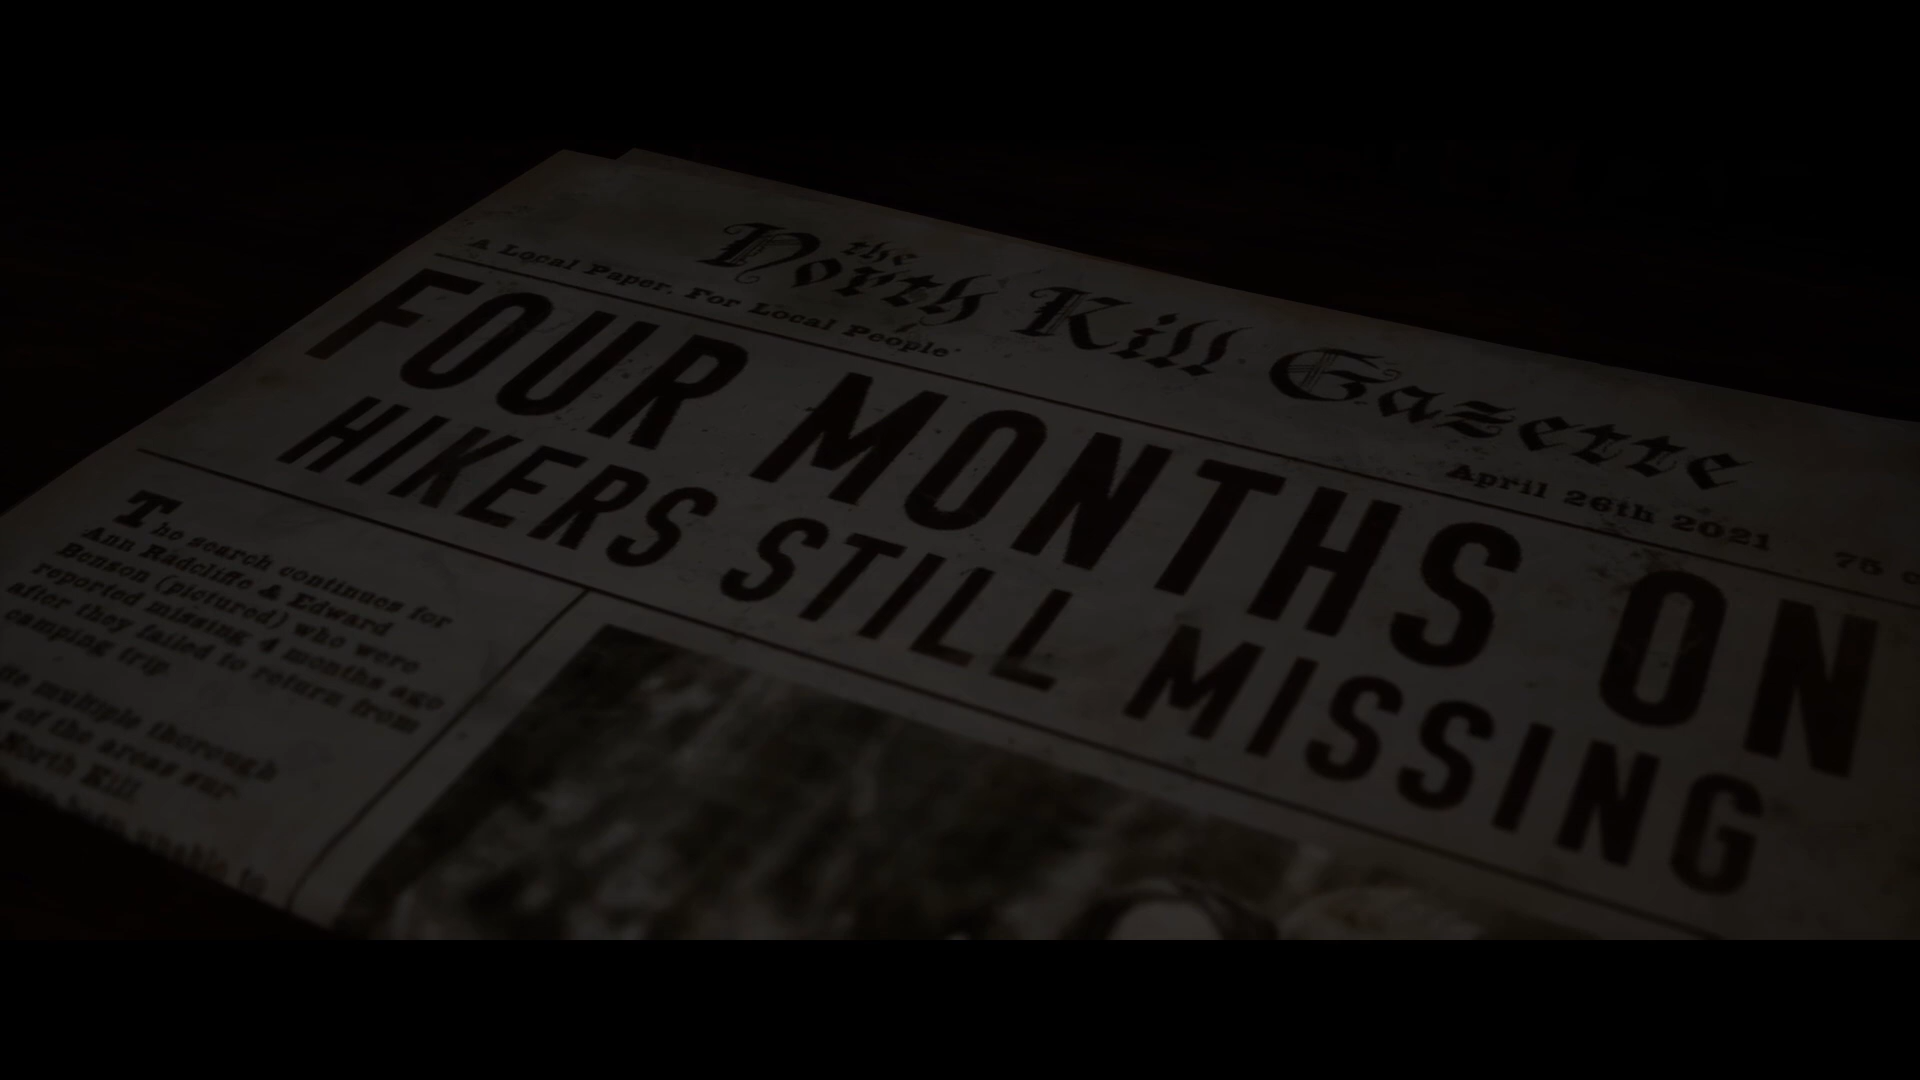 the
North Kill Gazette
A Local Paper. For Local People
April 26th 2021
75
FOUR MONTHS ON
HIKERS STILL MISSING
The search continues for
Ann Radcliffe & Edward
Benson (pictured) who were
reported missing 4 months ago
after they failed to return from
camping trip.
multiple thorough
of the areas sur-
North Kill
to